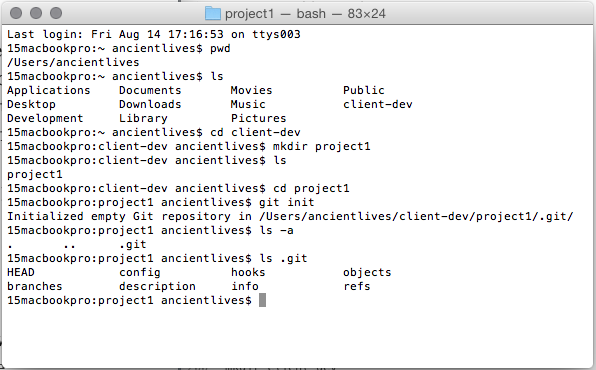 project1 — bash — 83×24
Last login: Fri Aug 14 17:16:53 on ttys003
15macbookpro:~ ancientlives$ pwd
/Users/ancientlives
15macbookpro:~ ancientlives$ ls
Applications    Documents       Movies          Public
Desktop         Downloads       Music           client-dev
Development     Library         Pictures
15macbookpro:~ ancientlives$ cd client-dev
15macbookpro:client-dev ancientlives$ mkdir project1
15macbookpro:client-dev ancientlives$ ls
project1
15macbookpro:client-dev ancientlives$ cd project1
15macbookpro:project1 ancientlives$ git init
Initialized empty Git repository in /Users/ancientlives/client-dev/project1/.git/
15macbookpro:project1 ancientlives$ ls -a
.       ..      .git
15macbookpro:project1 ancientlives$ ls .git
HEAD            config          hooks           objects
branches        description     info            refs
15macbookpro:project1 ancientlives$